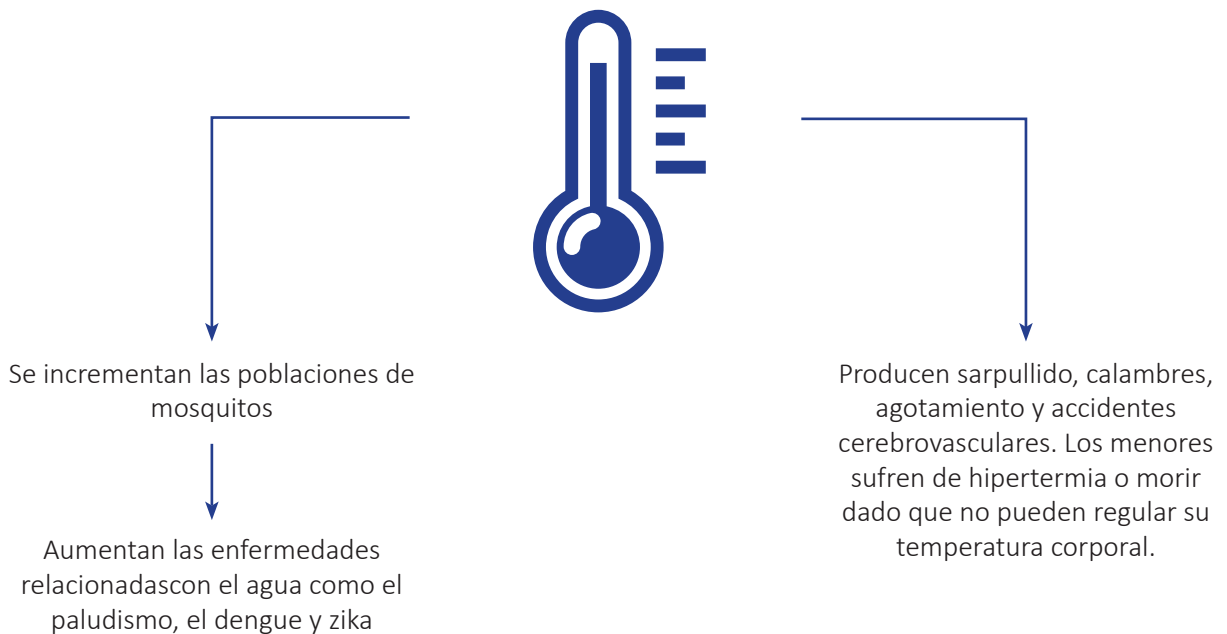 Se incrementan las poblaciones de
mosquitos
Aumentan las enfermedades
relacionadascon el agua como el
paludismo, el dengue y zika
Producen sarpullido, calambres,
agotamiento y accidentes
cerebrovasculares. Los menores
sufren de hipertermia o morir
dado que no pueden regular su
temperatura corporal.